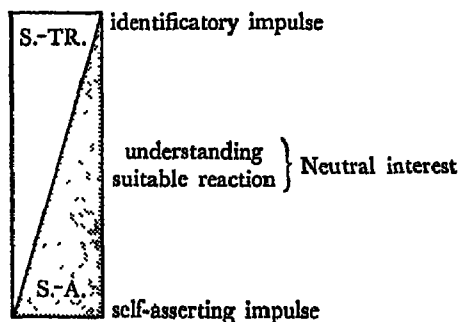 identificatory impulse
S.-TR.
understanding
suitable reaction } Neutral interest
S.-A.
self-asserting impulse